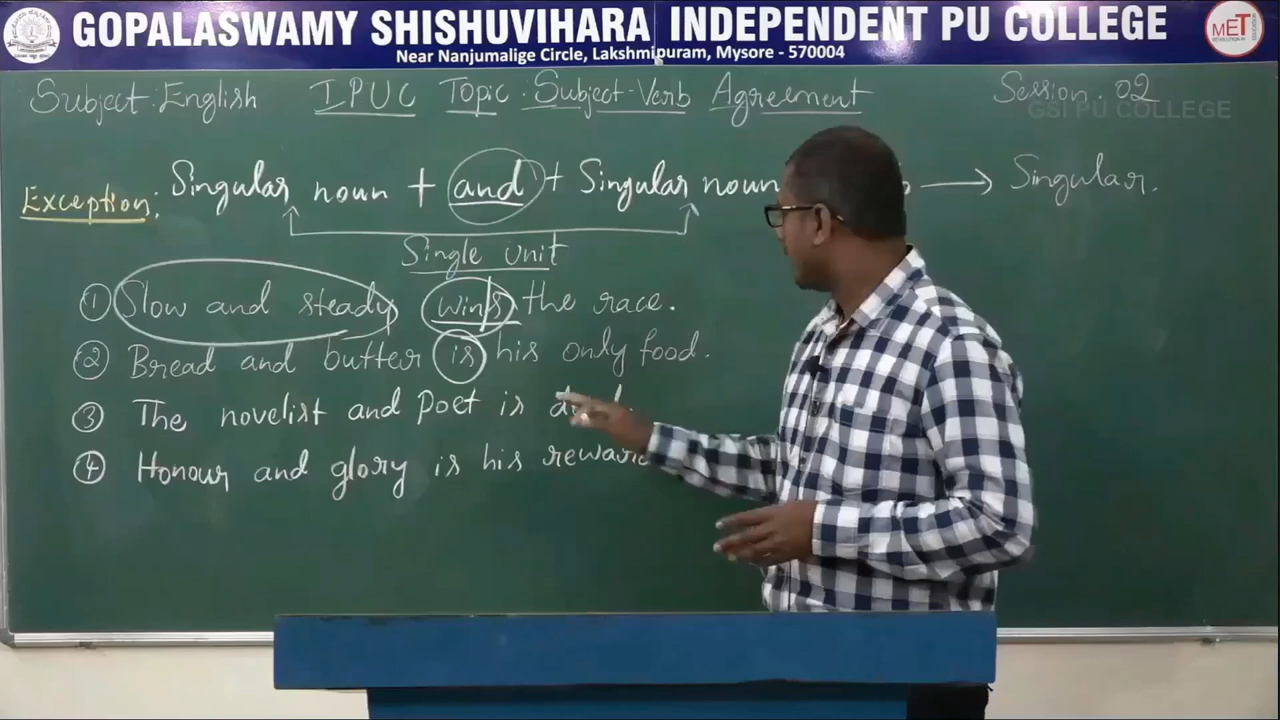 GOPALASWAMY SHISHUVIHARA INDEPENDENT PU COLLEGE
MET
Near Nanjumalige Circle, Lakshmipuram, Mysore - 570004
Subject: English I PUC Topic: Subject-Verb Agreement Session: 02
GSI PU COLLEGE
Exception: Singular noun + and + Singular noun → Singular.
Single unit
① Slow and steady wins the race.
② Bread and butter is his only food.
③ The novelist and poet is
④ Honour and glory is his reward